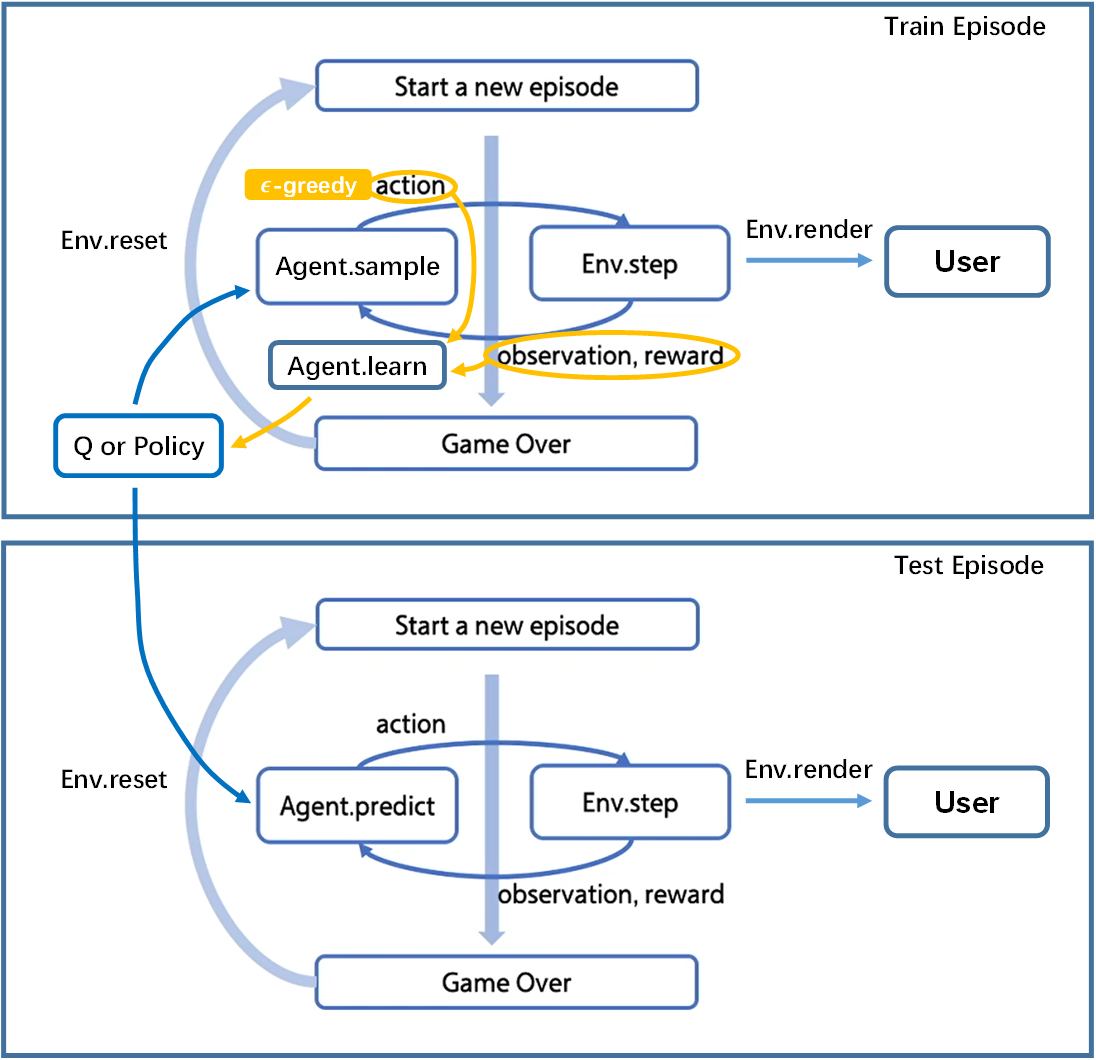 Train Episode
Start a new episode
ϵ-greedy action
Env.reset
Env.render
Agent.sample
Env.step
User
Agent.learn
observation, reward
Q or Policy
Game Over
Test Episode
Start a new episode
action
Env.reset
Env.render
Agent.predict
Env.step
User
observation, reward
Game Over